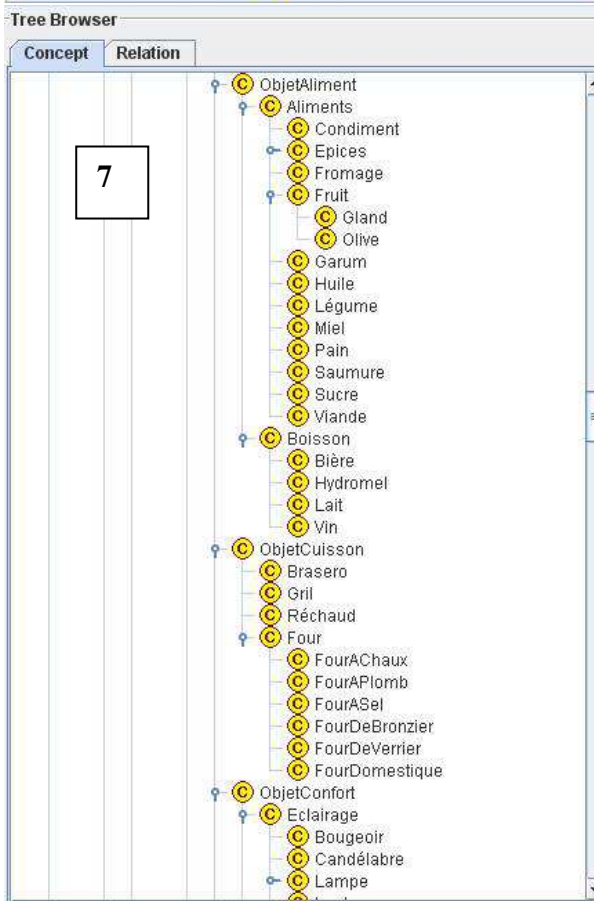 Tree Browser
Concept Relation
ObjetAliment
Aliments
Condiment
Epices
Fromage
7
Fruit
Gland
Olive
Garum
Huile
Légume
Miel
Pain
Saumure
Sucre
Viande
Boisson
Bière
Hydromel
Lait
Vin
ObjetCuisson
Brasero
Gril
Réchaud
Four
FourAChaux
FourAPlomb
FourASel
FourDeBronzier
FourDeVerrier
FourDomestique
ObjetConfort
Eclairage
Bougeoir
Candélabre
Lampe